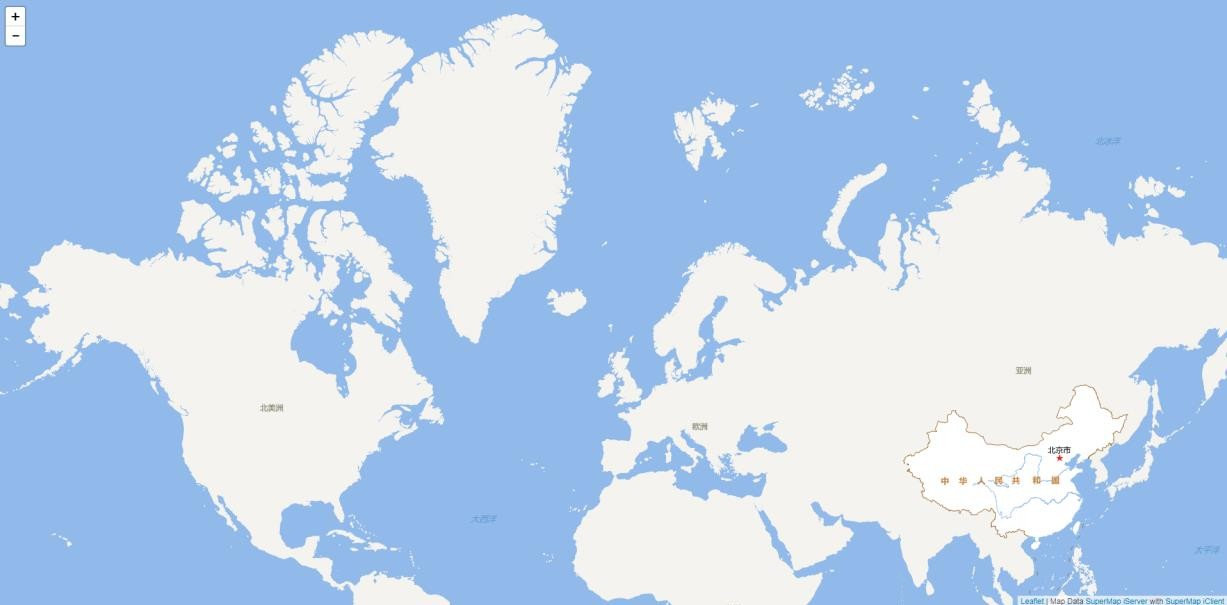 +
−
北冰洋
亚洲
北美洲
欧洲
北京市
中华人民共和国
大西洋
太平洋
Leaflet | Map Data SuperMap iServer with SuperMap iClient